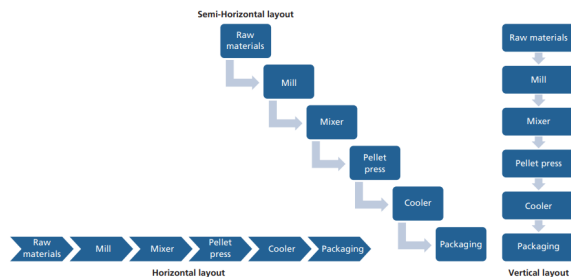 Semi-Horizontal layout
Raw
materials
Mill
Mixer
Pellet
press
Cooler
Packaging
Raw materials
Mill
Mixer
Pellet press
Cooler
Packaging
Vertical layout
Raw
materials
Mill
Mixer
Pellet
press
Cooler
Packaging
Horizontal layout